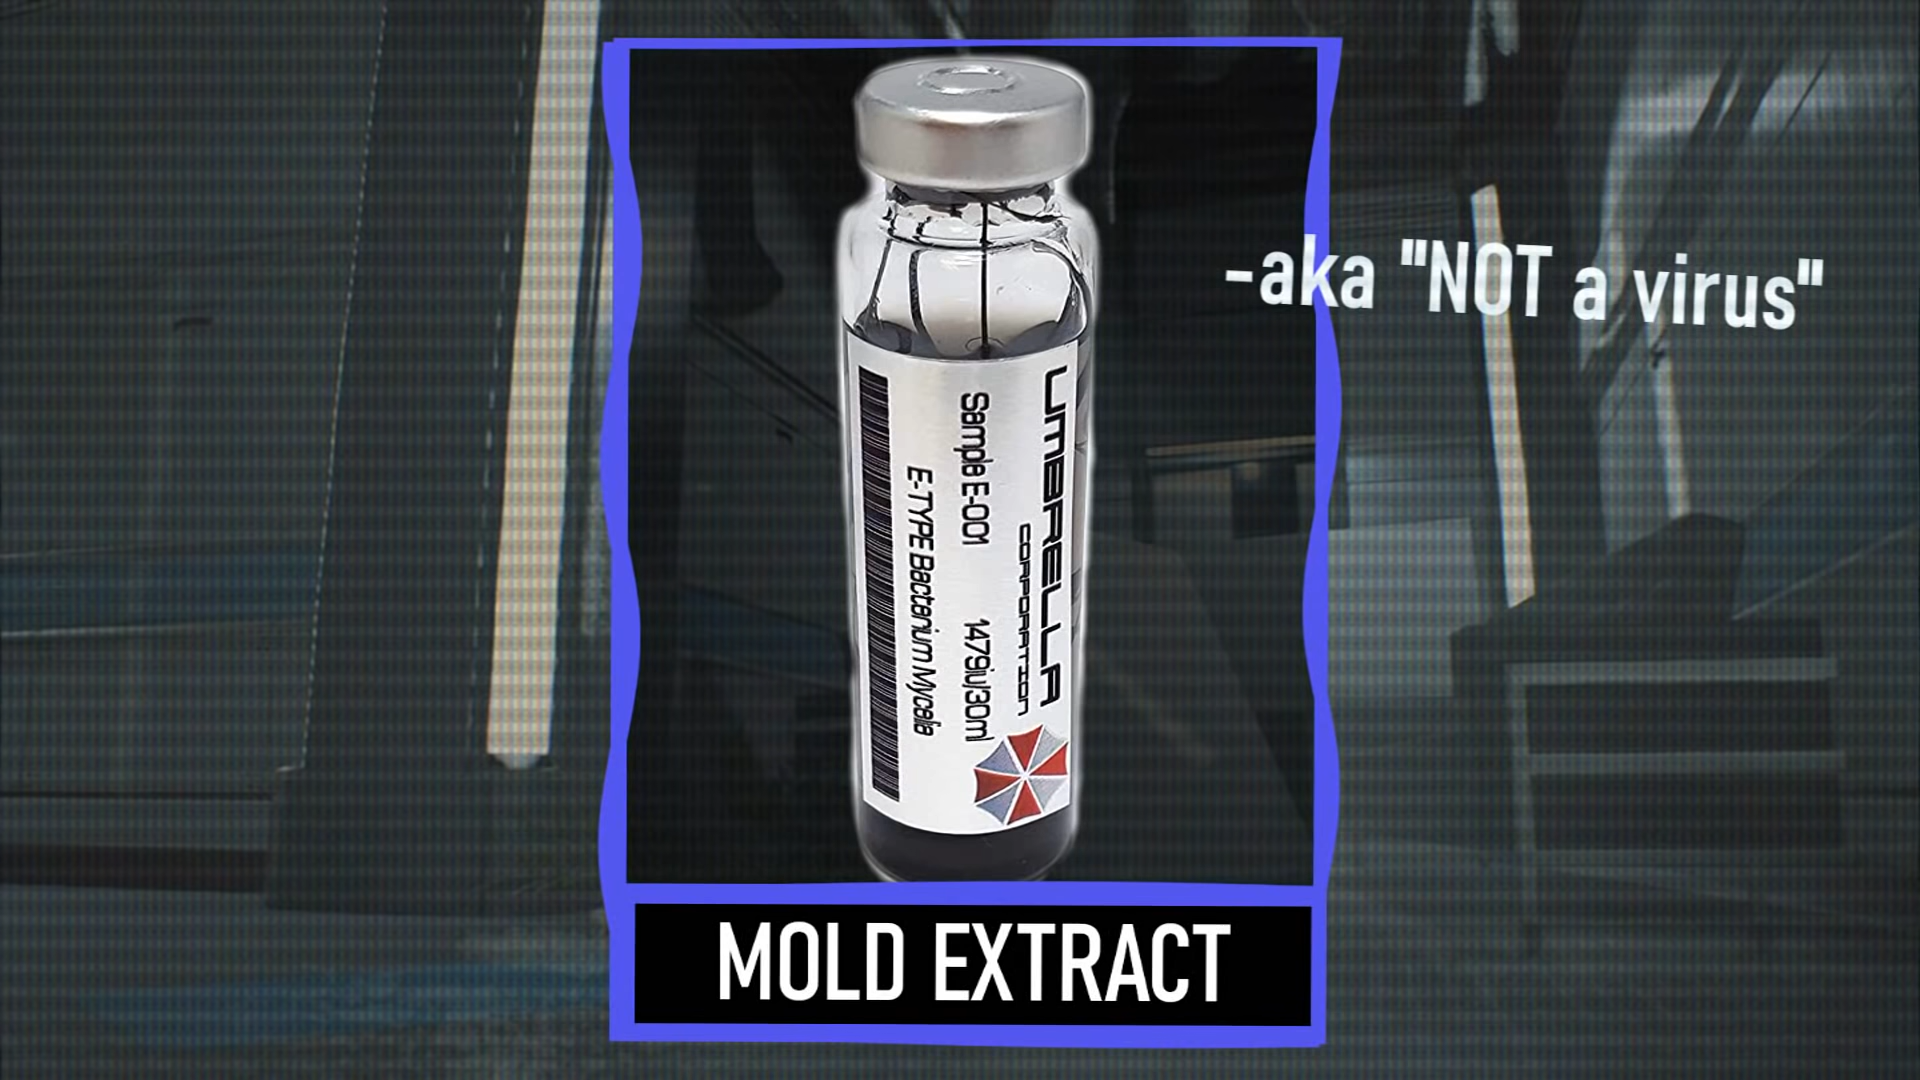 -aka "NOT a virus"
UMBRELLA
CORPORATION
Sample E-001 1479iu/30ml
E-TYPE Bacterium Mycelia
MOLD EXTRACT